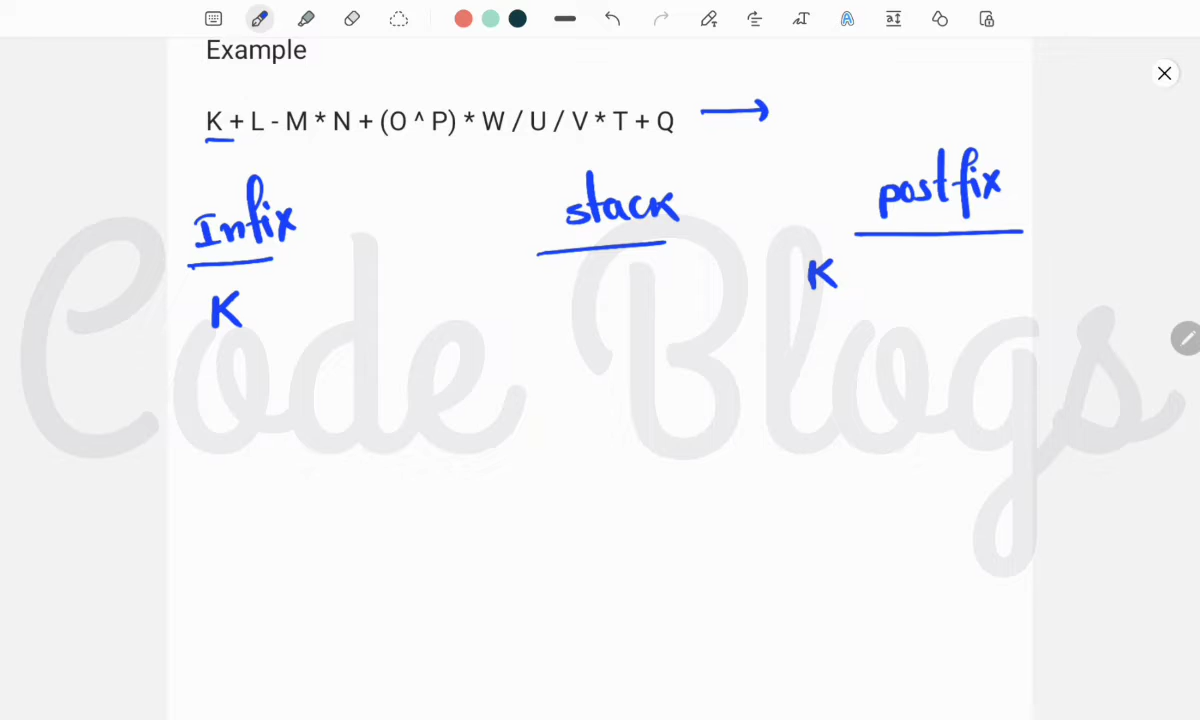 Example
K + L - M * N + (O ^ P) * W / U / V * T + Q
Infix stack postfix
K K
Code Blogs